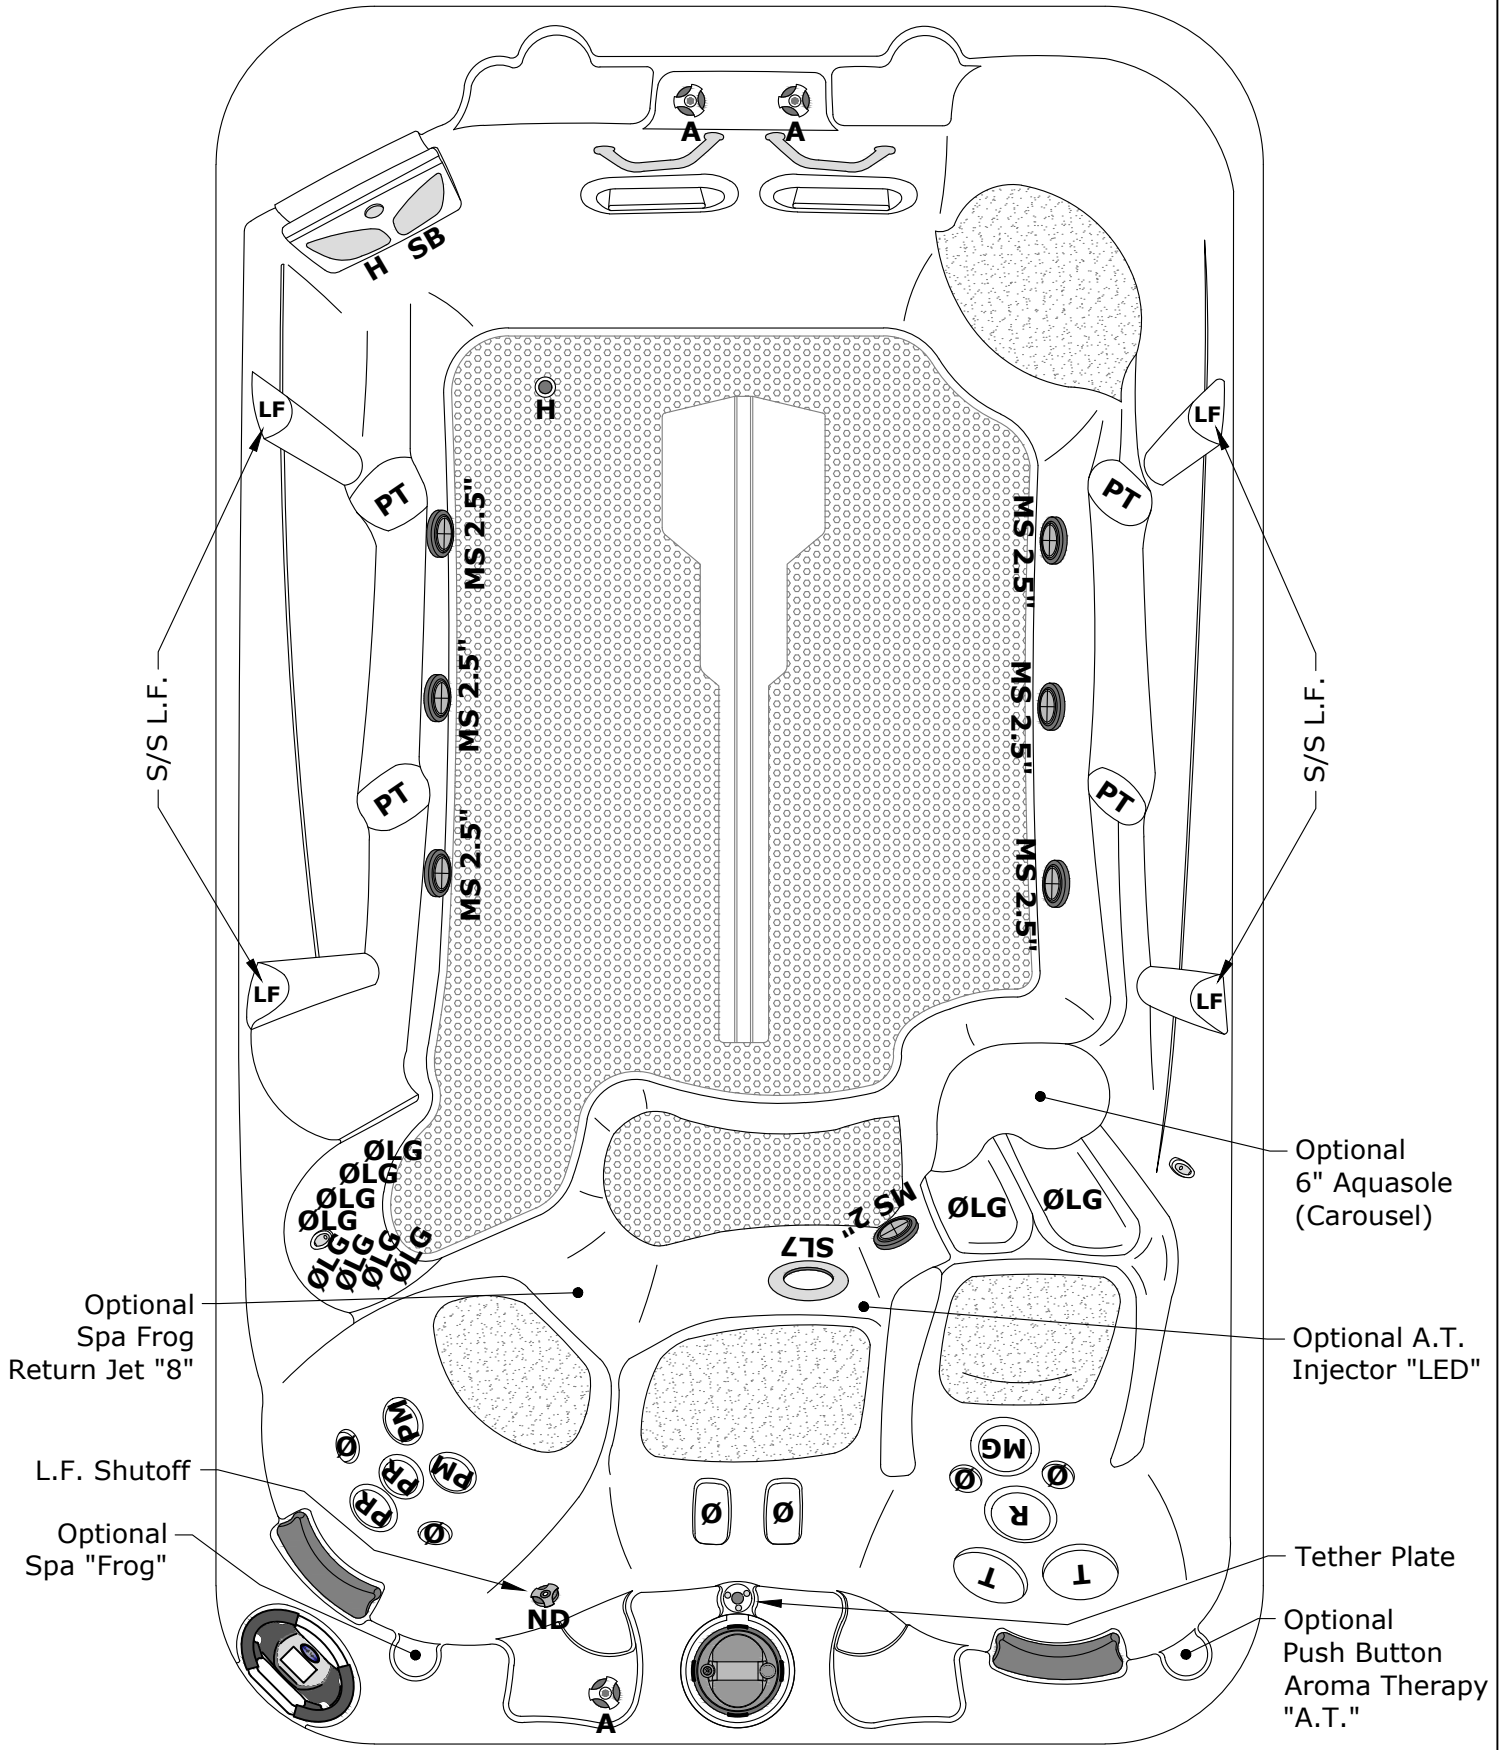 A
A
H
SB
LF
LF
H
PT
PT
MS 2.5"
MS 2.5"
S/S L.F.
S/S L.F.
MS 2.5"
MS 2.5"
PT
PT
MS 2.5"
MS 2.5"
LF
LF
ØLG
ØLG
ØLG
ØLG
ØLG
ØLG
ØLG
ØLG
MS 2"
SL7
ØLG
ØLG
Optional
6" Aquasole
(Carousel)
Optional
Spa Frog
Return Jet "8"
Optional A.T.
Injector "LED"
PM
Ø
PR
PM
PR
Ø
Ø
Ø
MG
Ø
Ø
R
T
T
L.F. Shutoff
Optional
Spa "Frog"
ND
A
Tether Plate
Optional
Push Button
Aroma Therapy
"A.T."